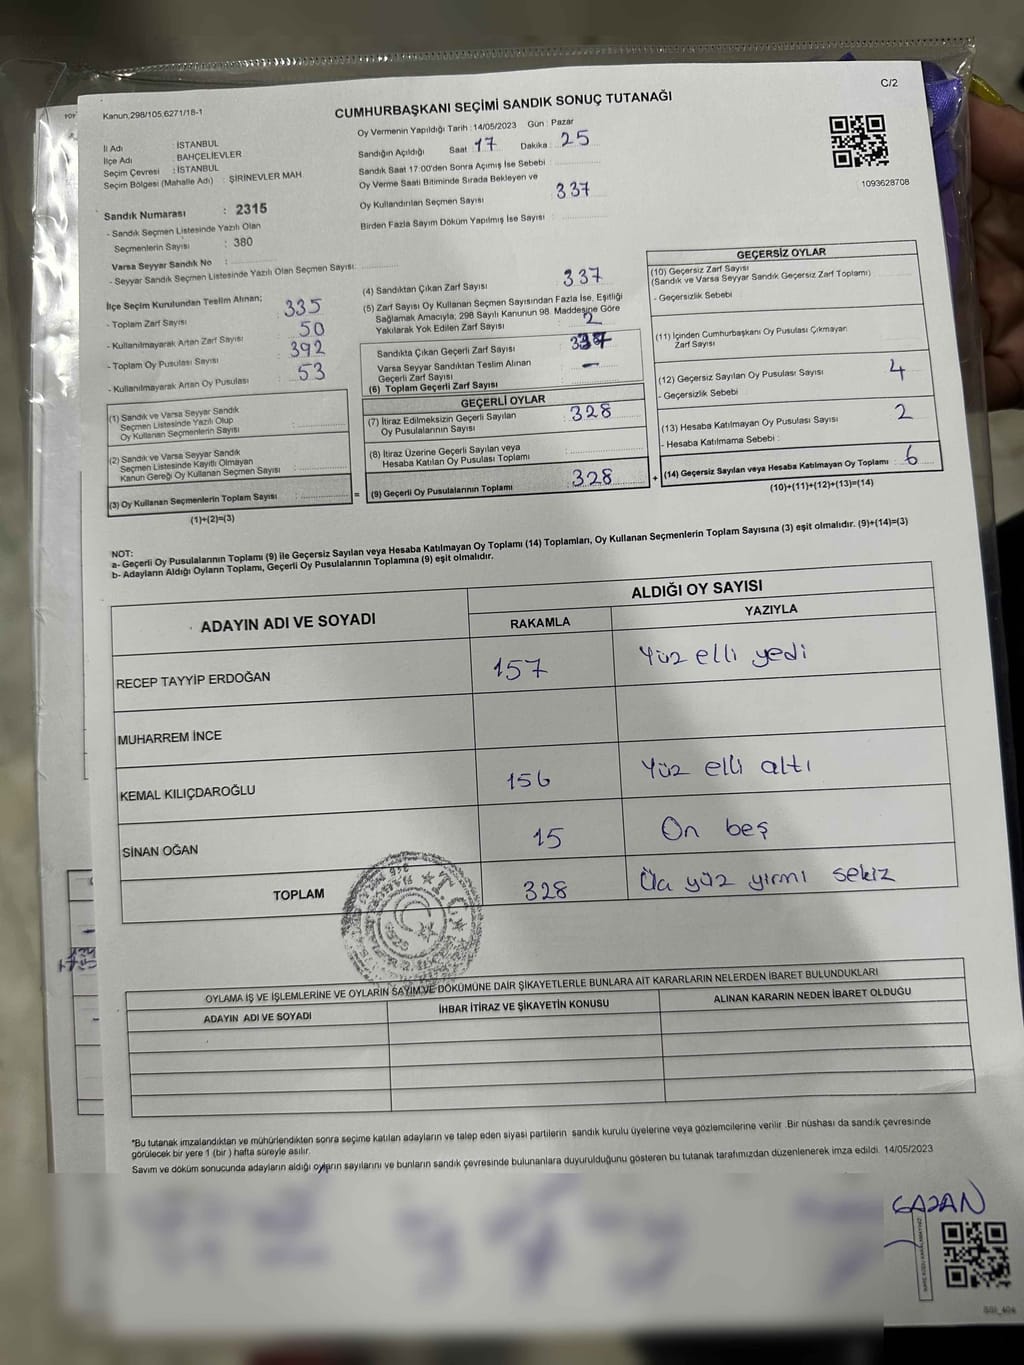 C/2
Kanun,298/105,6271/18-1
CUMHURBAŞKANI SEÇİMİ SANDIK SONUÇ TUTANAĞI
İl Adı : İSTANBUL
İlçe Adı : BAHÇELİEVLER
Seçim Çevresi : İSTANBUL
Seçim Bölgesi (Mahalle Adı) : ŞİRİNEVLER MAH.
Sandık Numarası : 2315
- Sandık Seçmen Listesinde Yazılı Olan
Seçmenlerin Sayısı : 380
Varsa Seyyar Sandık No :
- Seyyar Sandık Seçmen Listesinde Yazılı Olan Seçmen Sayısı:
Oy Vermenin Yapıldığı Tarih : 14/05/2023 Gün : Pazar
Sandığın Açıldığı Saat 17 Dakika 25
Sandık Saat 17:00'den Sonra Açımış İse Sebebi :
Oy Verme Saati Bitiminde Sırada Bekleyen ve
Oy Kullandırılan Seçmen Sayısı 337
Birden Fazla Sayım Döküm Yapılmış İse Sayısı :
1093628708
İlçe Seçim Kurulundan Teslim Alınan;
- Toplam Zarf Sayısı 335
- Kullanılmayarak Artan Zarf Sayısı 50
- Toplam Oy Pusulası Sayısı 392
- Kullanılmayarak Artan Oy Pusulası 53
(1) Sandık ve Varsa Seyyar Sandık
Seçmen Listesinde Yazılı Olup
Oy Kullanan Seçmenlerin Sayısı :
(2) Sandık ve Varsa Seyyar Sandık
Seçmen Listesinde Kayıtlı Olmayan
Kanun Gereği Oy Kullanan Seçmen Sayısı :
(3) Oy Kullanan Seçmenlerin Toplam Sayısı :
(1)+(2)=(3)
=
(4) Sandıktan Çıkan Zarf Sayısı 337
(5) Zarf Sayısı Oy Kullanan Seçmen Sayısından Fazla İse, Eşitliği
Sağlamak Amacıyla; 298 Sayılı Kanunun 98. Maddesine Göre
Yakılarak Yok Edilen Zarf Sayısı 2
Sandıkta Çıkan Geçerli Zarf Sayısı
Varsa Seyyar Sandıktan Teslim Alınan
Geçerli Zarf Sayısı : –
(6) Toplam Geçerli Zarf Sayısı
GEÇERLİ OYLAR
(7) İtiraz Edilmeksizin Geçerli Sayılan
Oy Pusulalarının Sayısı : 328
(8) İtiraz Üzerine Geçerli Sayılan veya
Hesaba Katılan Oy Pusulası Toplamı :
(9) Geçerli Oy Pusulalarının Toplamı : 328
+
GEÇERSİZ OYLAR
(10) Geçersiz Zarf Sayısı
(Sandık ve Varsa Seyyar Sandık Geçersiz Zarf Toplamı)
- Geçersizlik Sebebi
(11) İçinden Cumhurbaşkanı Oy Pusulası Çıkmayan
Zarf Sayısı
(12) Geçersiz Sayılan Oy Pusulası Sayısı 4
- Geçersizlik Sebebi
(13) Hesaba Katılmayan Oy Pusulası Sayısı 2
- Hesaba Katılmama Sebebi :
(14) Geçersiz Sayılan veya Hesaba Katılmayan Oy Toplamı : 6
(10)+(11)+(12)+(13)=(14)
NOT:
a- Geçerli Oy Pusulalarının Toplamı (9) ile Geçersiz Sayılan veya Hesaba Katılmayan Oy Toplamı (14) Toplamları, Oy Kullanan Seçmenlerin Toplam Sayısına (3) eşit olmalıdır. (9)+(14)=(3)
b- Adayların Aldığı Oyların Toplamı, Geçerli Oy Pusulalarının Toplamına (9) eşit olmalıdır.
ADAYIN ADI VE SOYADI
ALDIĞI OY SAYISI
RAKAMLA YAZIYLA
RECEP TAYYİP ERDOĞAN 157 Yüz elli yedi
MUHARREM İNCE
KEMAL KILIÇDAROĞLU 156 Yüz elli altı
SİNAN OĞAN 15 On beş
TOPLAM 328 Üç yüz yirmi sekiz
T.C.
OYLAMA İŞ VE İŞLEMLERİNE VE OYLARIN SAYIM VE DÖKÜMÜNE DAİR ŞİKAYETLERLE BUNLARA AİT KARARLARIN NELERDEN İBARET BULUNDUKLARI
ADAYIN ADI VE SOYADI İHBAR İTİRAZ VE ŞİKAYETİN KONUSU ALINAN KARARIN NEDEN İBARET OLDUĞU
*Bu tutanak imzalandıktan ve mühürlendikten sonra seçime katılan adayların ve talep eden siyasi partilerin sandık kurulu üyelerine veya gözlemcilerine verilir. Bir nüshası da sandık çevresinde
görülecek bir yere 1 (bir) hafta süreyle asılır.
Sayım ve döküm sonucunda adayların aldığı oyların sayılarını ve bunların sandık çevresinde bulunanlara duyurulduğunu gösteren bu tutanak tarafımızdan düzenlenerek imza edildi. 14/05/2023